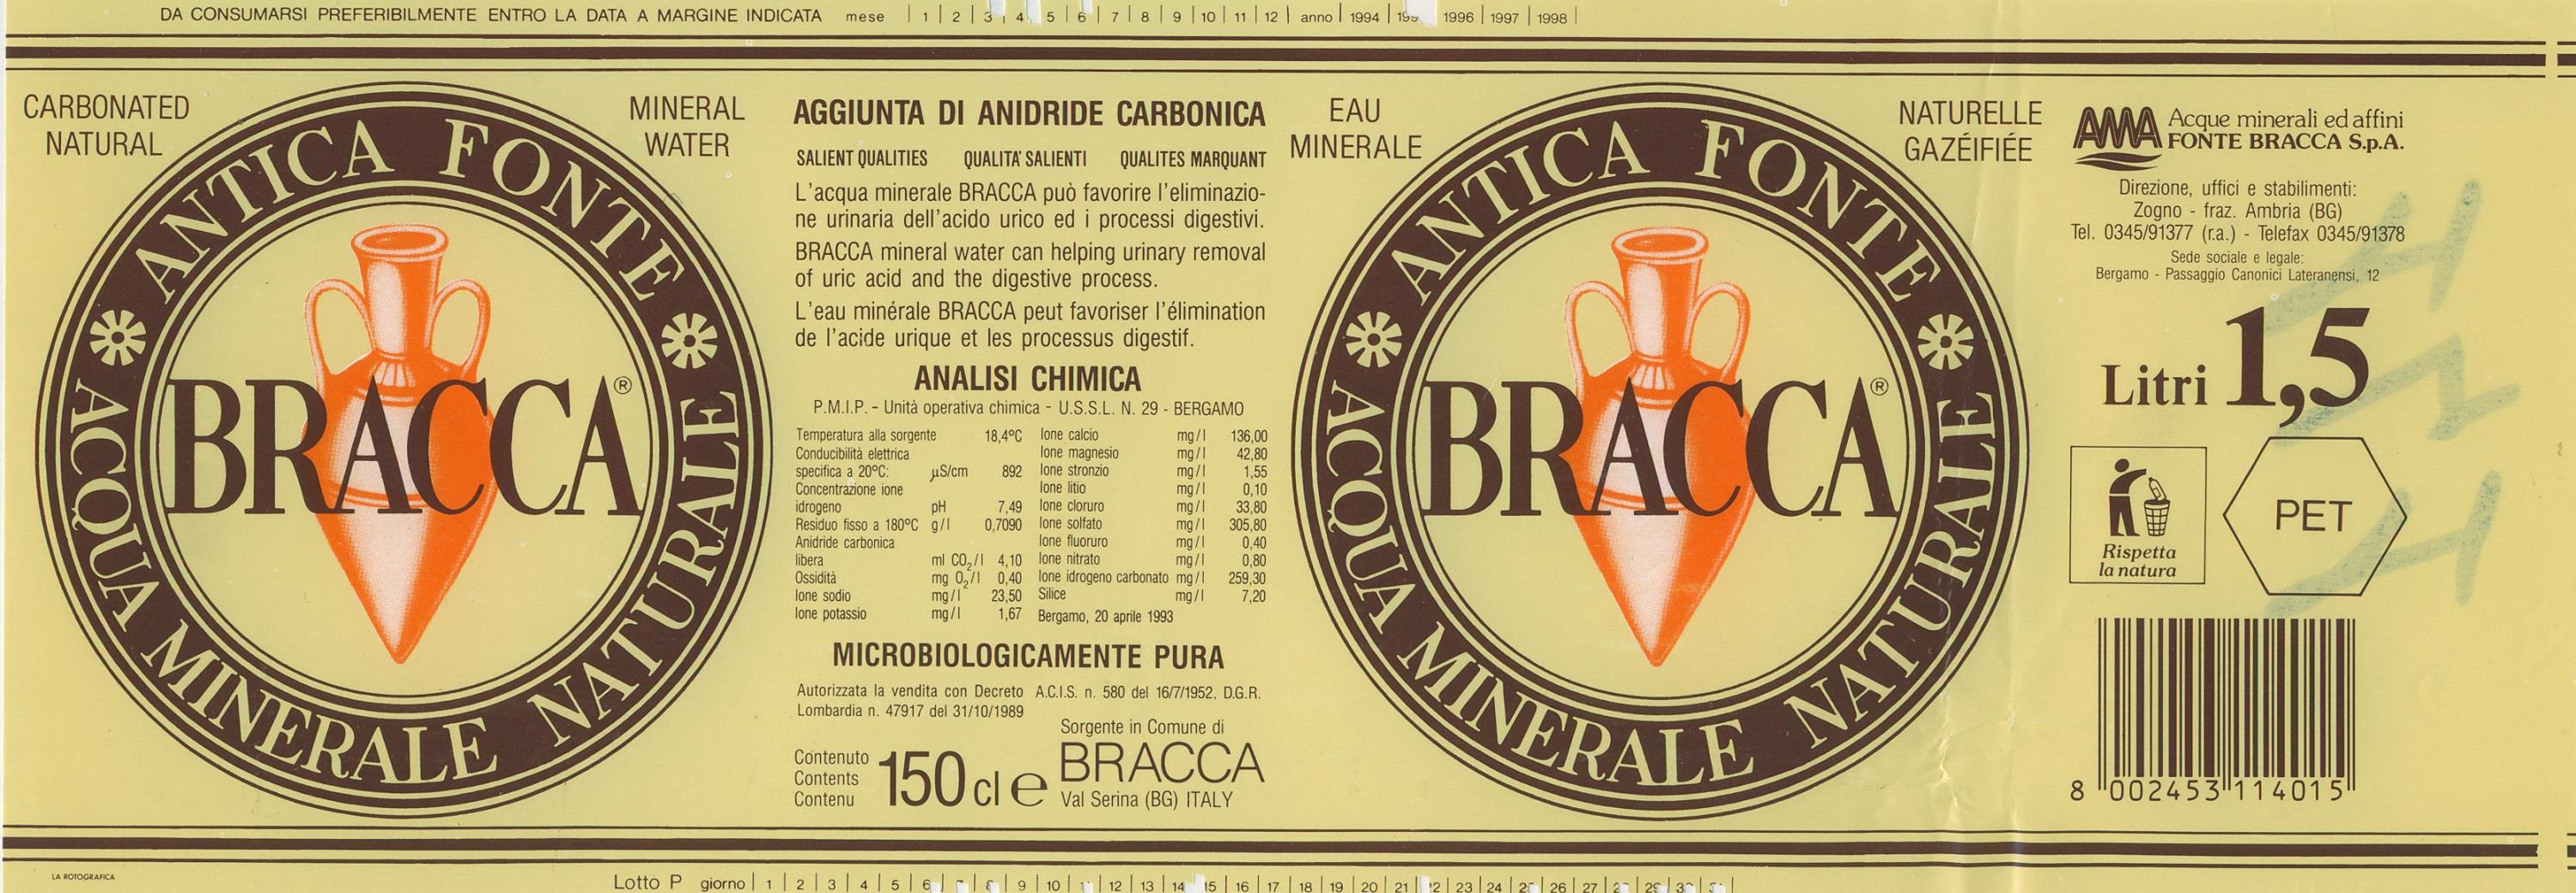 DA CONSUMARSI PREFERIBILMENTE ENTRO LA DATA A MARGINE INDICATA mese | 1 | 2 | 3 | 4 | 5 | 6 | 7 | 8 | 9 | 10 | 11 | 12 | anno | 1994 | 1996 | 1997 | 1998 |
CARBONATED
NATURAL
MINERAL
WATER
ANTICA FONTE
BRACCA®
ACQUA MINERALE NATURALE
AGGIUNTA DI ANIDRIDE CARBONICA
SALIENT QUALITIES QUALITA' SALIENTI QUALITES MARQUANT
L'acqua minerale BRACCA può favorire l'eliminazio-
ne urinaria dell'acido urico ed i processi digestivi.
BRACCA mineral water can helping urinary removal
of uric acid and the digestive process.
L'eau minérale BRACCA peut favoriser l'élimination
de l'acide urique et les processus digestif.
ANALISI CHIMICA
P.M.I.P. - Unità operativa chimica - U.S.S.L. N. 29 - BERGAMO
Temperatura alla sorgente 18,4°C
Conducibilità elettrica
specifica a 20°C: µS/cm 892
Concentrazione ione
idrogeno pH 7,49
Residuo fisso a 180°C g/l 0,7090
Anidride carbonica
libera ml CO2/l 4,10
Ossidità mg O2/l 0,40
Ione sodio mg/l 23,50
Ione potassio mg/l 1,67
Ione calcio mg/l 136,00
Ione magnesio mg/l 42,80
Ione stronzio mg/l 1,55
Ione litio mg/l 0,10
Ione cloruro mg/l 33,80
Ione solfato mg/l 305,80
Ione fluoruro mg/l 0,40
Ione nitrato mg/l 0,80
Ione idrogeno carbonato mg/l 259,30
Silice mg/l 7,20
Bergamo, 20 aprile 1993
MICROBIOLOGICAMENTE PURA
Autorizzata la vendita con Decreto A.C.I.S. n. 580 del 16/7/1952, D.G.R.
Lombardia n. 47917 del 31/10/1989
Contenuto
Contents
Contenu
150 cl e
Sorgente in Comune di
BRACCA
Val Serina (BG) ITALY
EAU
MINERALE
NATURELLE
GAZÉIFIÉE
ANTICA FONTE
BRACCA®
ACQUA MINERALE NATURALE
AMA Acque minerali ed affini
FONTE BRACCA S.p.A.
Direzione, uffici e stabilimenti:
Zogno - fraz. Ambria (BG)
Tel. 0345/91377 (r.a.) - Telefax 0345/91378
Sede sociale e legale:
Bergamo - Passaggio Canonici Lateranensi, 12
Litri 1,5
Rispetta
la natura
PET
8 002453 114015
LA ROTOGRAFICA
Lotto P giorno | 1 | 2 | 3 | 4 | 5 | 6 | 9 | 10 | 12 | 13 | 14 | 15 | 16 | 17 | 18 | 19 | 20 | 21 | 23 | 24 | 26 | 27 |